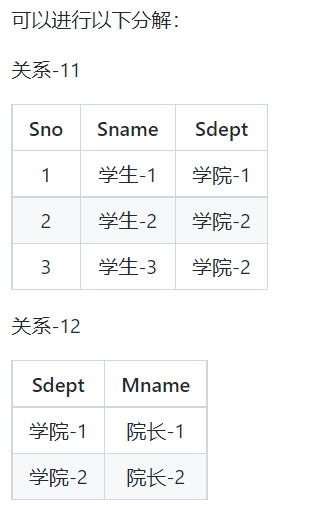 可以进行以下分解：
关系-11
Sno Sname Sdept
1 学生-1 学院-1
2 学生-2 学院-2
3 学生-3 学院-2
关系-12
Sdept Mname
学院-1 院长-1
学院-2 院长-2